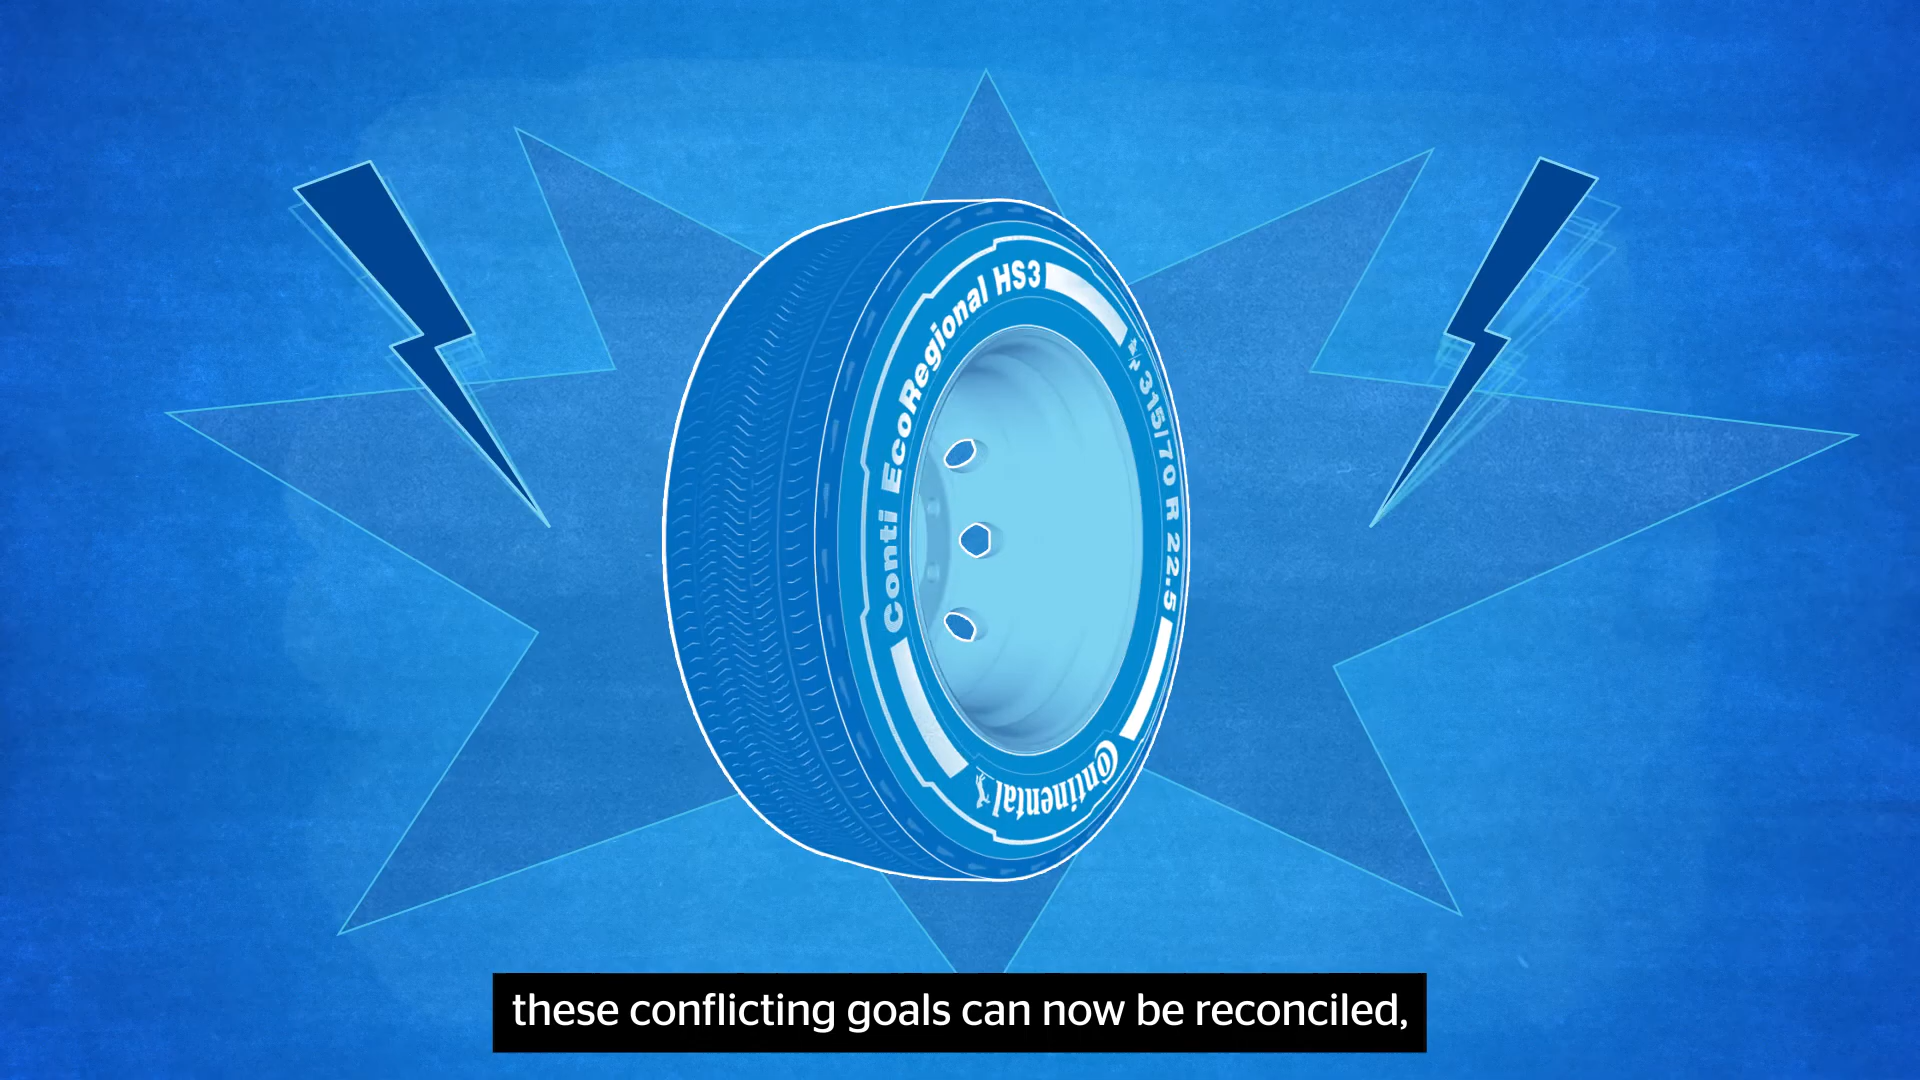 Conti EcoRegional HS3
315/70 R 22.5
Continental
these conflicting goals can now be reconciled,